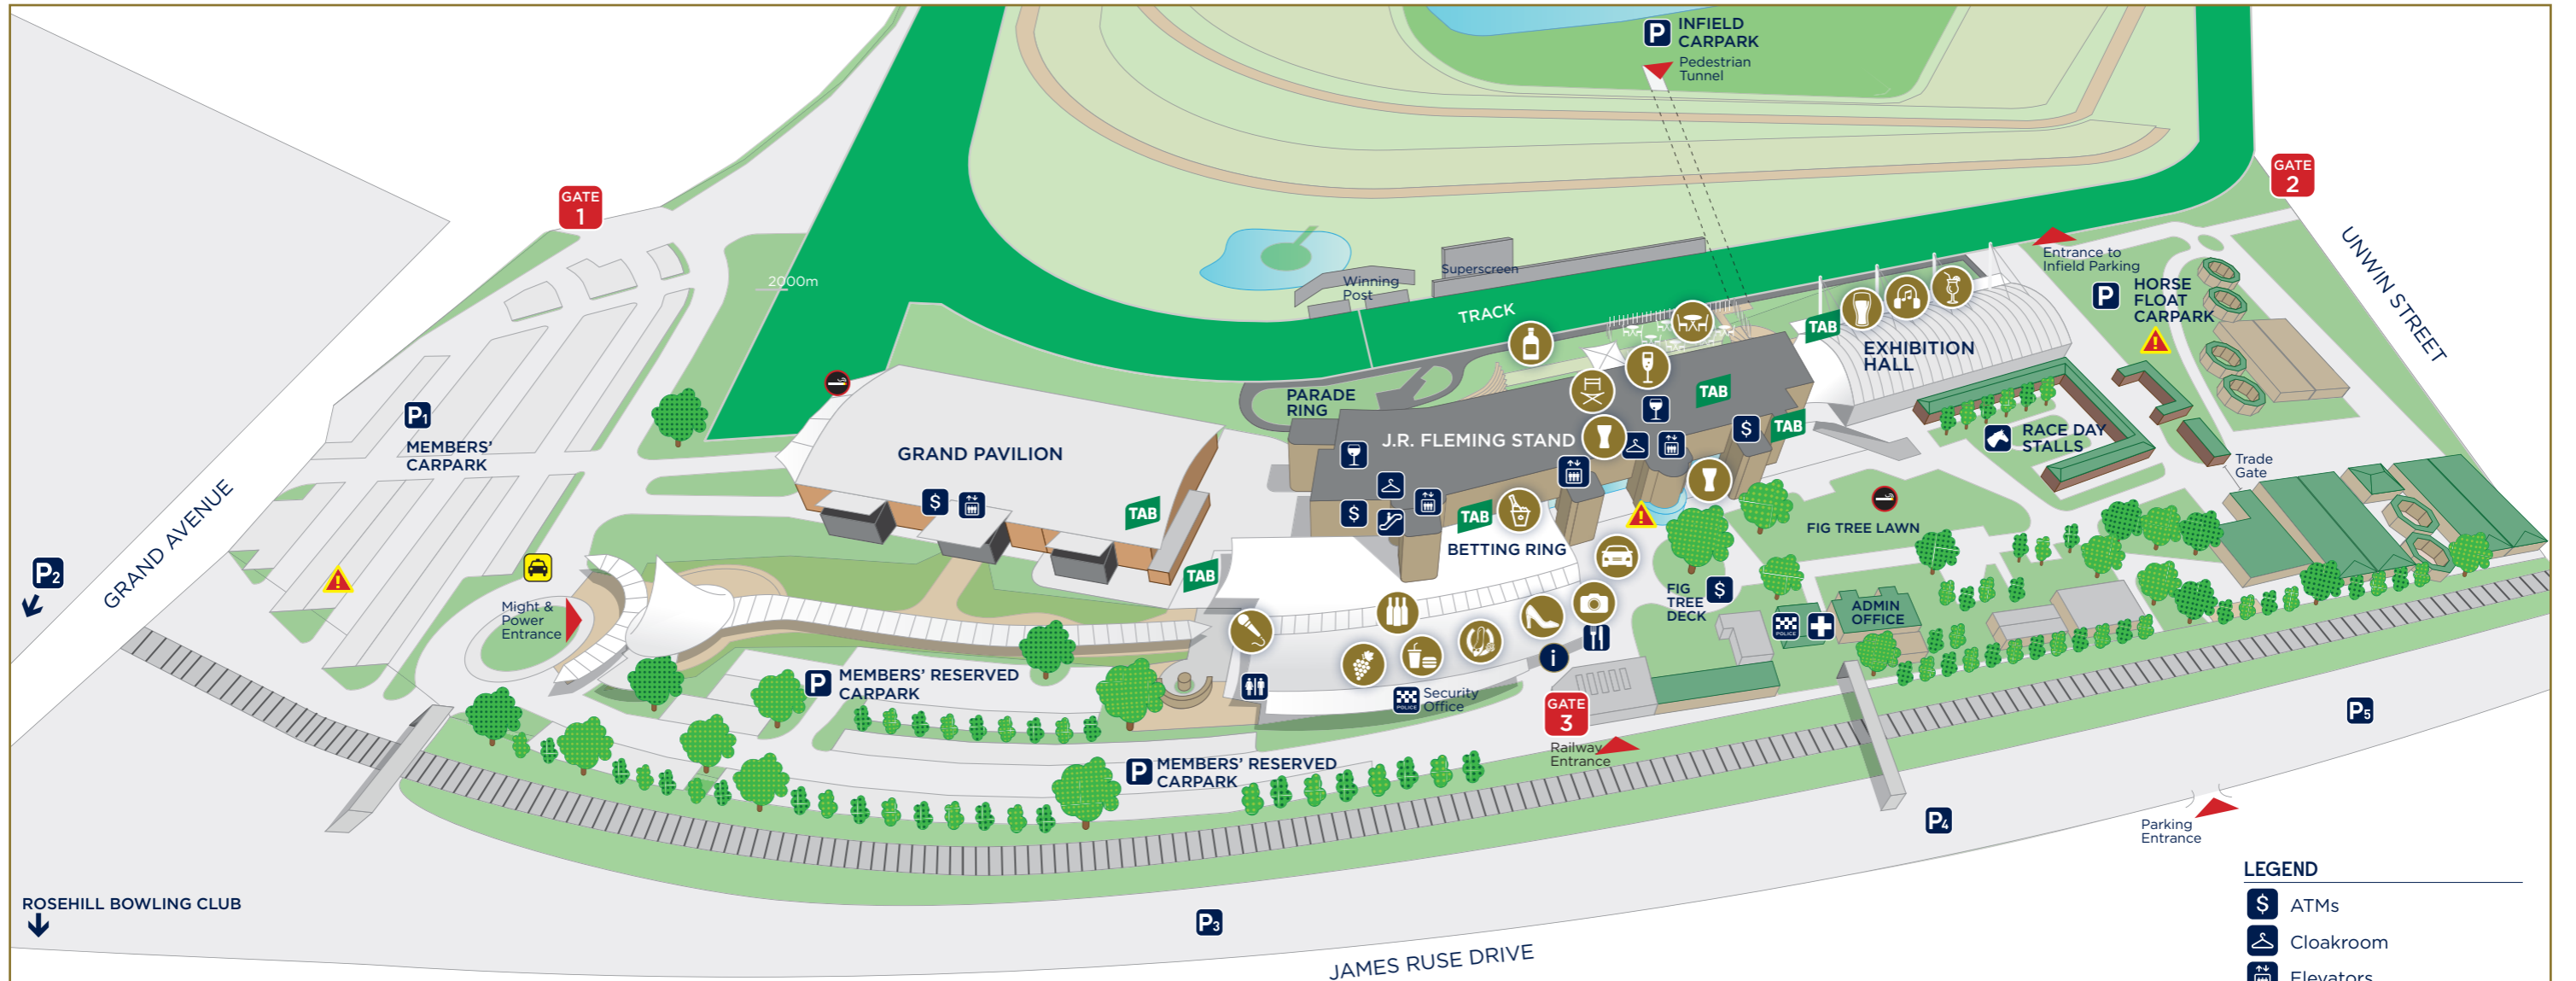 INFIELD
CARPARK
P
Pedestrian
Tunnel
GATE
1
GATE
2
UNWIN STREET
Entrance to
Infield Parking
P
HORSE
FLOAT
CARPARK
2000m
Winning
Post
Superscreen
TRACK
TAB
EXHIBITION
HALL
PARADE
RING
TAB
TAB
J.R. FLEMING STAND
$
RACE DAY
STALLS
Trade
Gate
P1
MEMBERS'
CARPARK
GRAND PAVILION
$
TAB
$
TAB
BETTING RING
FIG TREE LAWN
GRAND AVENUE
P2
TAB
Might &
Power
Entrance
FIG
TREE
DECK
$
ADMIN
OFFICE
POLICE
i
P
MEMBERS' RESERVED
CARPARK
POLICE
Security
Office
GATE
3
Railway
Entrance
P
MEMBERS' RESERVED
CARPARK
P5
P4
Parking
Entrance
ROSEHILL BOWLING CLUB
P3
JAMES RUSE DRIVE
LEGEND
$ ATMs
Cloakroom
Elevators